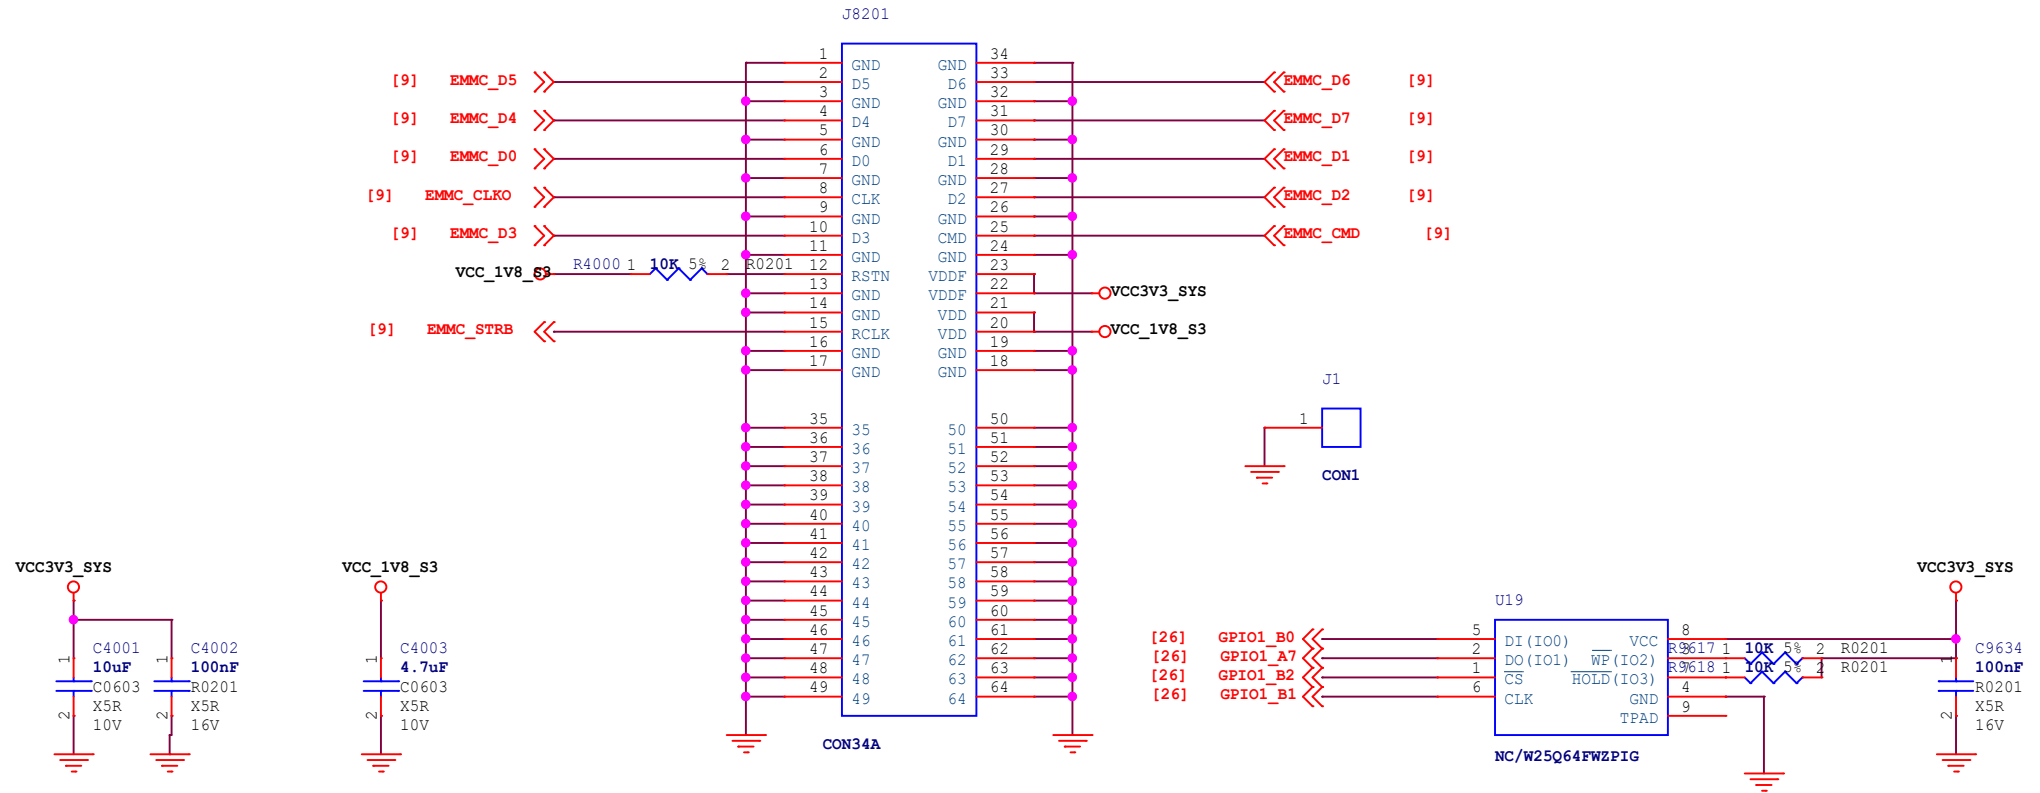 J8201
1 GND GND 34
[9] EMMC_D5 2 D5 D6 33 EMMC_D6 [9]
3 GND GND 32
[9] EMMC_D4 4 D4 D7 31 EMMC_D7 [9]
5 GND GND 30
[9] EMMC_D0 6 D0 D1 29 EMMC_D1 [9]
7 GND GND 28
[9] EMMC_CLKO 8 CLK D2 27 EMMC_D2 [9]
9 GND GND 26
[9] EMMC_D3 10 D3 CMD 25 EMMC_CMD [9]
11 GND GND 24
VCC_1V8_S3 R4000 1 10K 5% 2 R0201 12 RSTN VDDF 23
13 GND VDDF 22 VCC3V3_SYS
14 GND VDD 21
[9] EMMC_STRB 15 RCLK VDD 20 VCC_1V8_S3
16 GND GND 19
17 GND GND 18
35 35 50 50
36 36 51 51
37 37 52 52
38 38 53 53
39 39 54 54
40 40 55 55
41 41 56 56
42 42 57 57
43 43 58 58
44 44 59 59
45 45 60 60
46 46 61 61
47 47 62 62
48 48 63 63
49 49 64 64
CON34A
J1
1
CON1
VCC3V3_SYS
C4001
1
10uF
C0603
X5R
2
10V
C4002
1
100nF
R0201
X5R
2
16V
VCC_1V8_S3
C4003
1
4.7uF
C0603
X5R
2
10V
U19
[26] GPIO1_B0 5 DI(IO0) VCC 8
[26] GPIO1_A7 2 DO(IO1) WP(IO2) 3 R9617 1 10K 5% 2 R0201
[26] GPIO1_B2 1 CS HOLD(IO3) 7 R9618 1 10K 5% 2 R0201
[26] GPIO1_B1 6 CLK GND 4
TPAD 9
NC/W25Q64FWZPIG
VCC3V3_SYS
C9634
1
100nF
R0201
X5R
2
16V